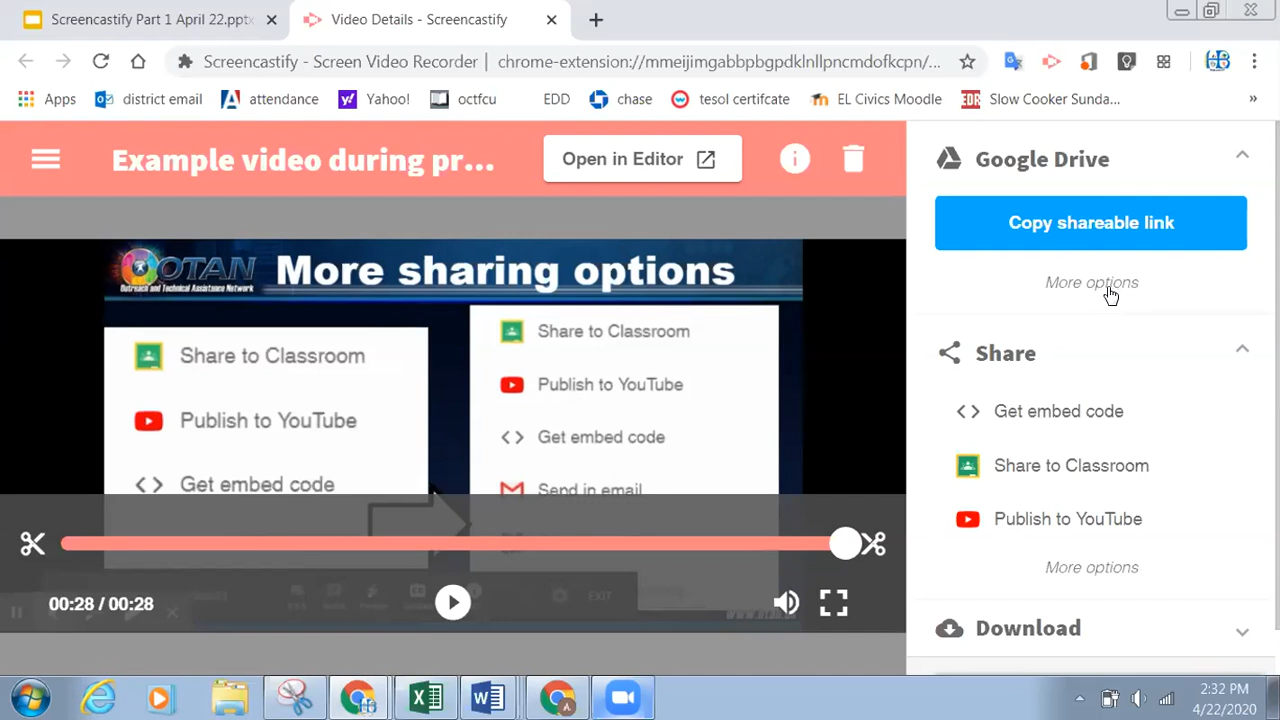 Screencastify Part 1 April 22.pptx
Video Details - Screencastify
Screencastify - Screen Video Recorder | chrome-extension://mmeijimgabbpbgpdklnllpncmdofkcpn/...
Apps district email attendance Yahoo! octfcu EDD chase tesol certifcate EL Civics Moodle Slow Cooker Sunda... »
Example video during pr...
Open in Editor
Google Drive
Copy shareable link
More options
Share
Get embed code
Share to Classroom
Publish to YouTube
More options
Download
OTAN
Outreach and Technical Assistance Network
More sharing options
Share to Classroom
Publish to YouTube
Get embed code
Share to Classroom
Publish to YouTube
Get embed code
Send in email
EXIT
00:28 / 00:28
2:32 PM
4/22/2020